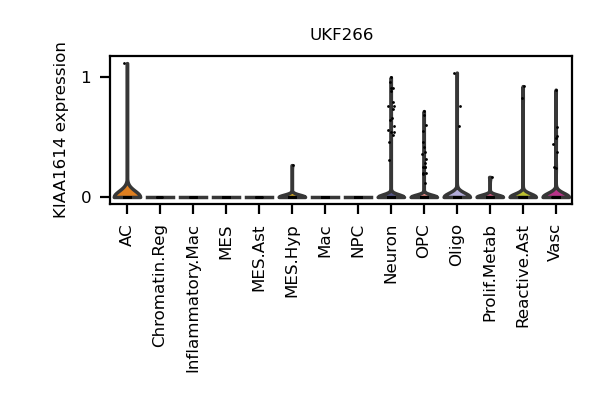 UKF266
KIAA1614 expression
1
0
AC
Chromatin.Reg
Inflammatory.Mac
MES
MES.Ast
MES.Hyp
Mac
NPC
Neuron
OPC
Oligo
Prolif.Metab
Reactive.Ast
Vasc